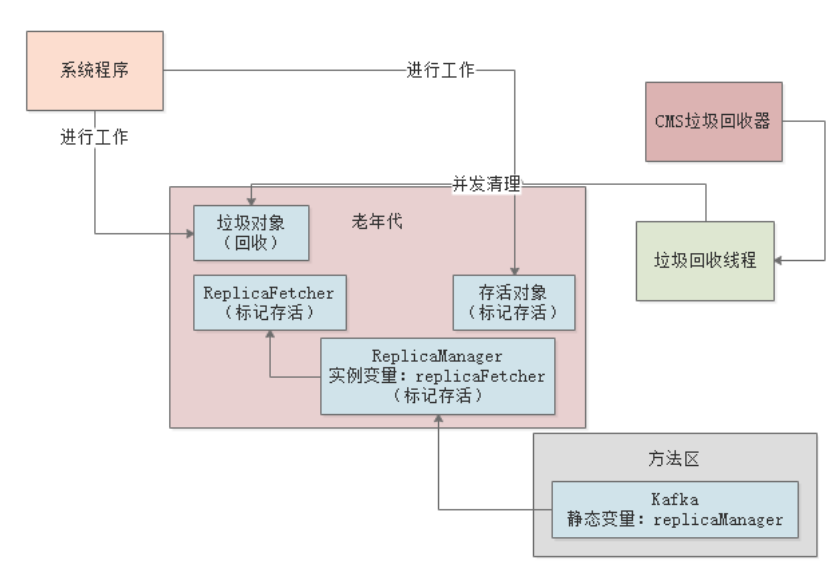 系统程序
进行工作
进行工作
CMS垃圾回收器
并发清理
垃圾对象
（回收）
老年代
垃圾回收线程
ReplicaFetcher
（标记存活）
存活对象
（标记存活）
ReplicaManager
实例变量：replicaFetcher
（标记存活）
方法区
Kafka
静态变量：replicaManager